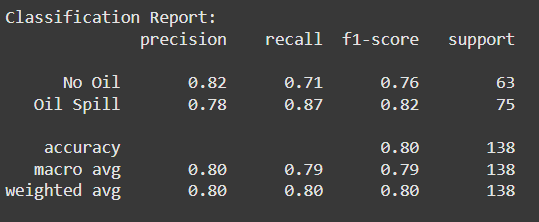 Classification Report:
precision recall f1-score support
No Oil 0.82 0.71 0.76 63
Oil Spill 0.78 0.87 0.82 75
accuracy 0.80 138
macro avg 0.80 0.79 0.79 138
weighted avg 0.80 0.80 0.80 138